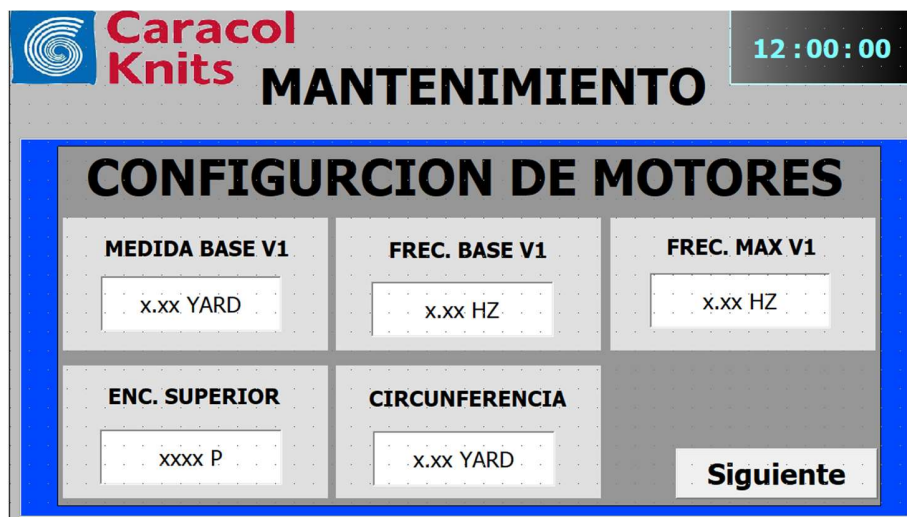 Caracol
Knits
MANTENIMIENTO
12:00:00
CONFIGURCION DE MOTORES
MEDIDA BASE V1
x.xx YARD
FREC. BASE V1
x.xx HZ
FREC. MAX V1
x.xx HZ
ENC. SUPERIOR
xxxx P
CIRCUNFERENCIA
x.xx YARD
Siguiente